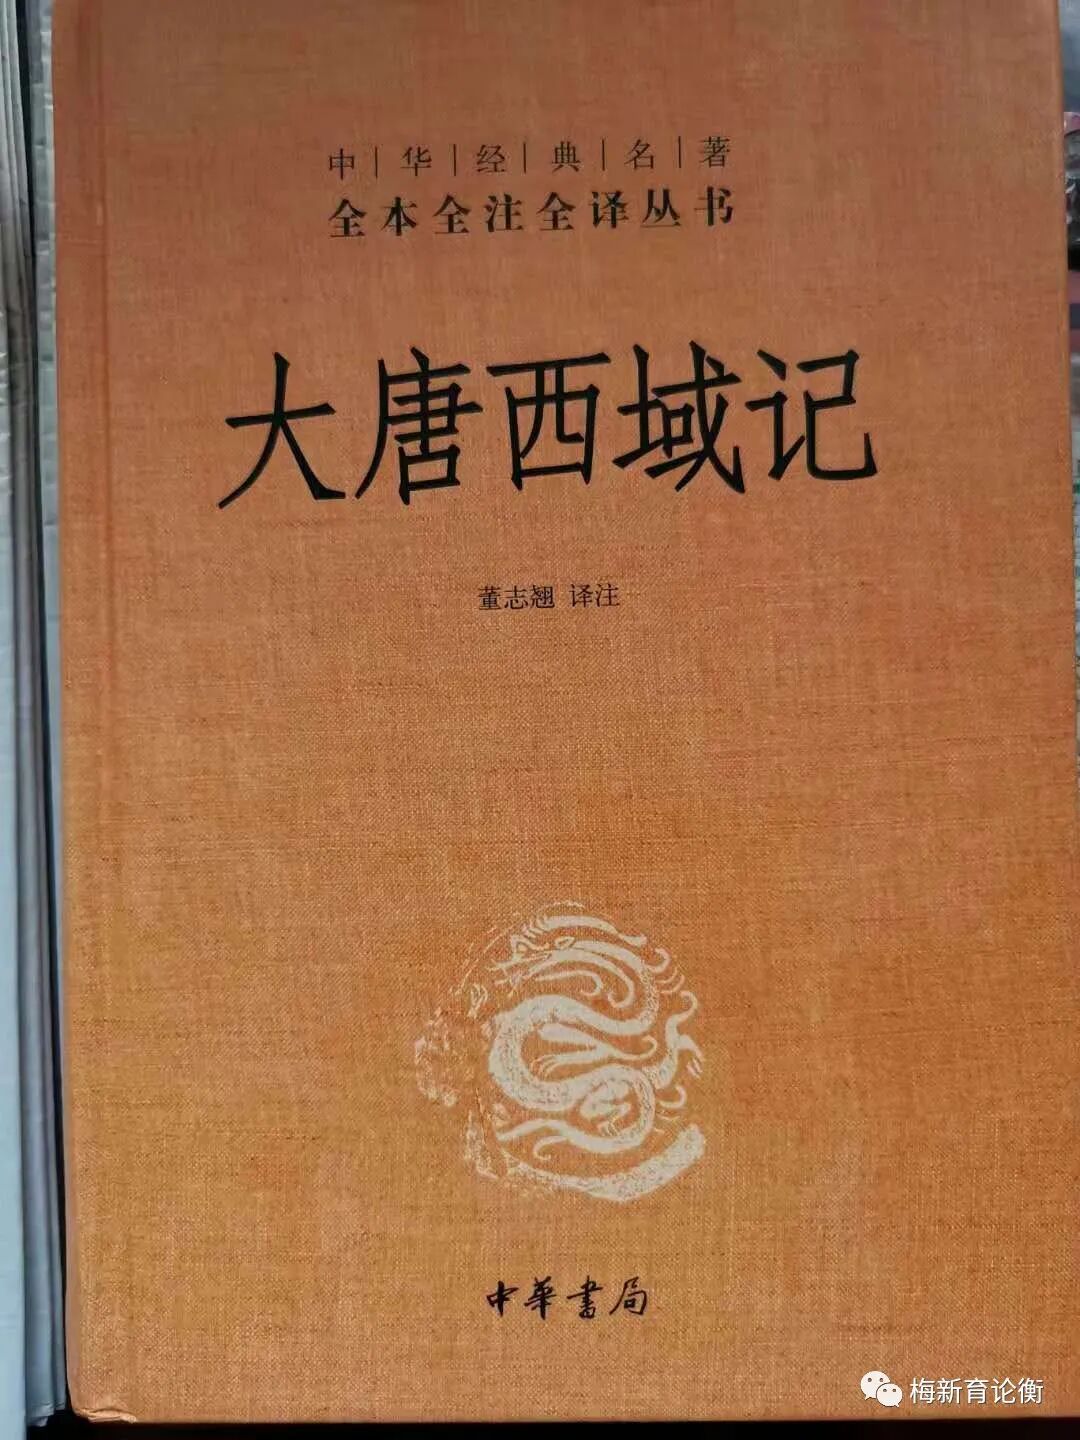 中|华|经|典|名|著
全本全注全译丛书
大唐西域记
董志翘 译注
中華書局
梅新育论衡